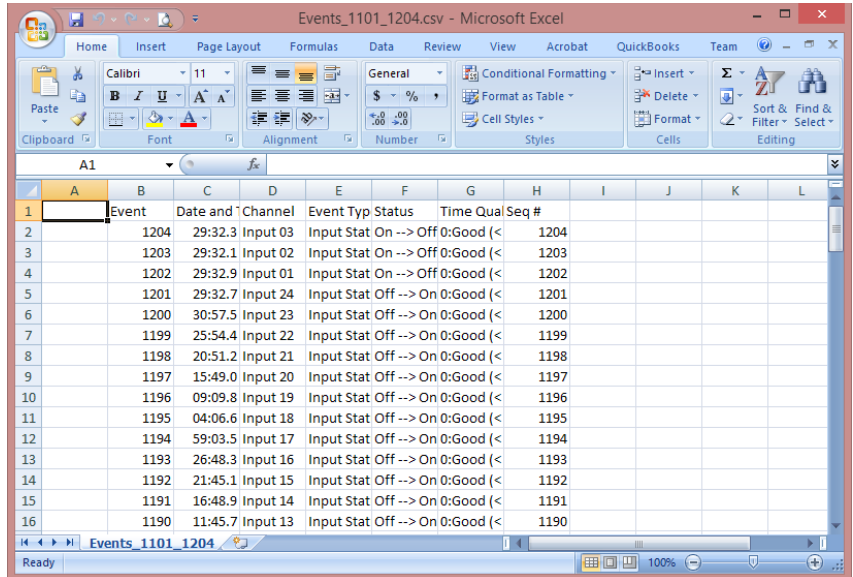 Events_1101_1204.csv - Microsoft Excel
Home Insert Page Layout Formulas Data Review View Acrobat QuickBooks Team
Calibri 11 General Conditional Formatting Insert Σ
Paste B I U A A $ % , Format as Table Delete Sort & Find &
Cell Styles Format Filter Select
Clipboard Font Alignment Number Styles Cells Editing
A1 fx
A B C D E F G H I J K L
1 Event Date and T Channel Event Typ Status Time Qual Seq #
2 1204 29:32.3 Input 03 Input Stat On --> Off 0:Good (< 1204
3 1203 29:32.1 Input 02 Input Stat On --> Off 0:Good (< 1203
4 1202 29:32.9 Input 01 Input Stat On --> Off 0:Good (< 1202
5 1201 29:32.7 Input 24 Input Stat Off --> On 0:Good (< 1201
6 1200 30:57.5 Input 23 Input Stat Off --> On 0:Good (< 1200
7 1199 25:54.4 Input 22 Input Stat Off --> On 0:Good (< 1199
8 1198 20:51.2 Input 21 Input Stat Off --> On 0:Good (< 1198
9 1197 15:49.0 Input 20 Input Stat Off --> On 0:Good (< 1197
10 1196 09:09.8 Input 19 Input Stat Off --> On 0:Good (< 1196
11 1195 04:06.6 Input 18 Input Stat Off --> On 0:Good (< 1195
12 1194 59:03.5 Input 17 Input Stat Off --> On 0:Good (< 1194
13 1193 26:48.3 Input 16 Input Stat Off --> On 0:Good (< 1193
14 1192 21:45.1 Input 15 Input Stat Off --> On 0:Good (< 1192
15 1191 16:48.9 Input 14 Input Stat Off --> On 0:Good (< 1191
16 1190 11:45.7 Input 13 Input Stat Off --> On 0:Good (< 1190
Events_1101_1204
Ready 100%